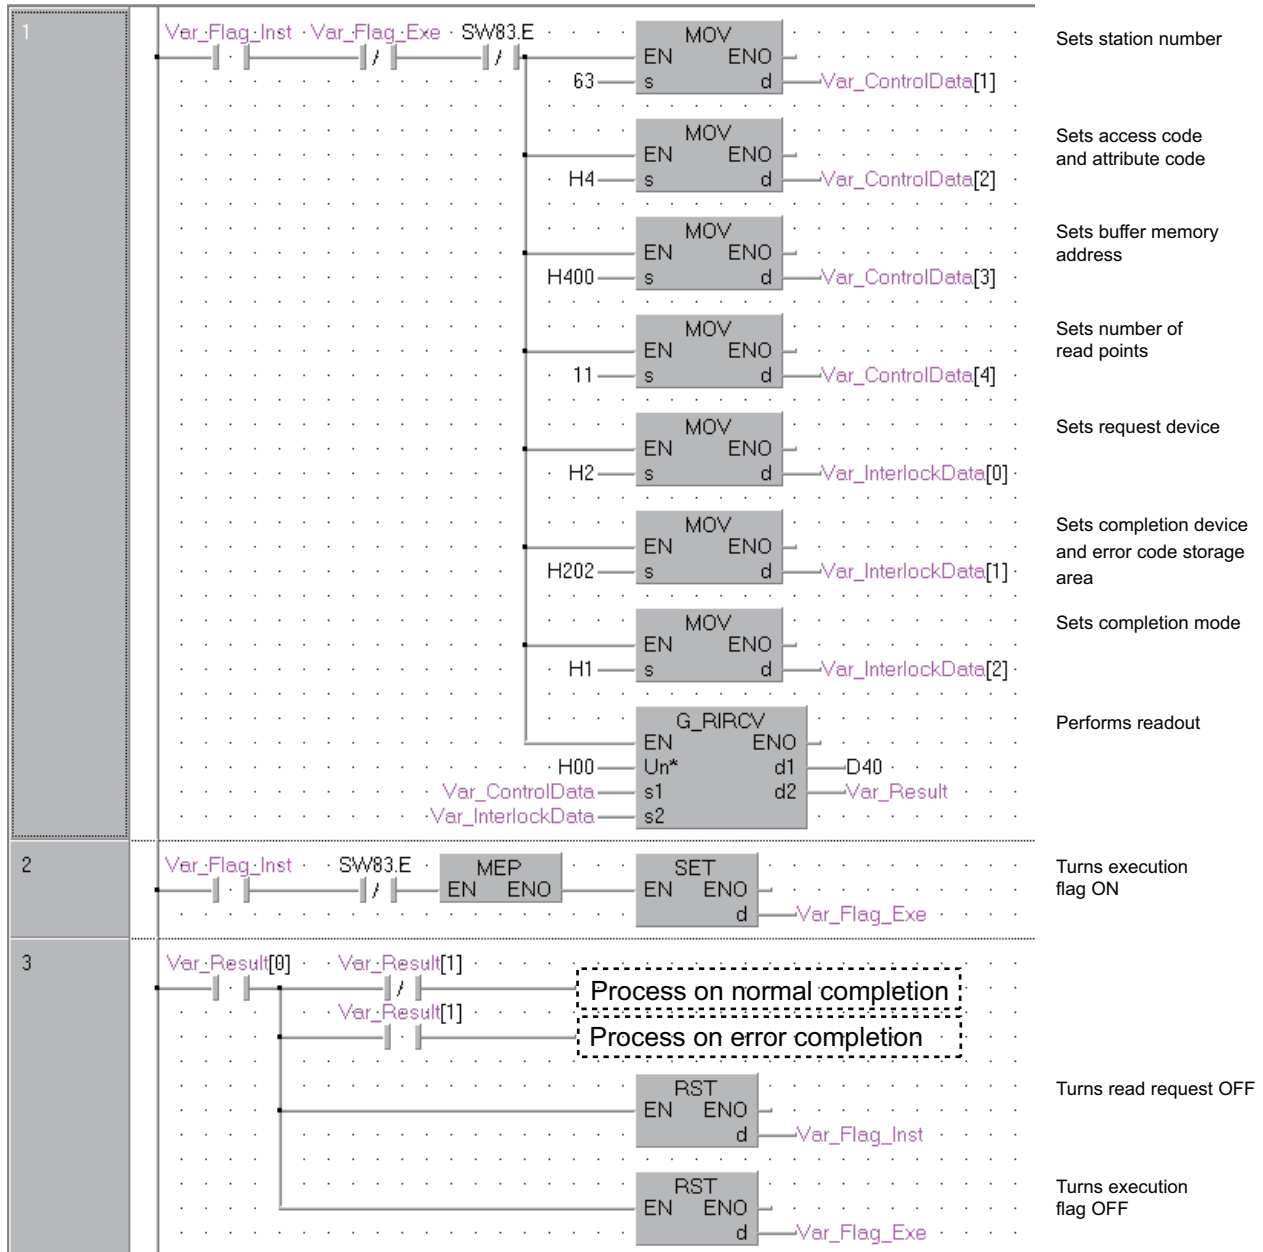 1
Var_Flag_Inst Var_Flag_Exe SW83.E MOV Sets station number
EN ENO
63 s d Var_ControlData[1]
MOV Sets access code
EN ENO and attribute code
H4 s d Var_ControlData[2]
MOV Sets buffer memory
EN ENO address
H400 s d Var_ControlData[3]
MOV Sets number of
EN ENO read points
11 s d Var_ControlData[4]
MOV Sets request device
EN ENO
H2 s d Var_InterlockData[0]
MOV Sets completion device
EN ENO and error code storage
H202 s d Var_InterlockData[1] area
MOV Sets completion mode
EN ENO
H1 s d Var_InterlockData[2]
G_RIRCV Performs readout
EN ENO
H00 Un* d1 D40
Var_ControlData s1 d2 Var_Result
Var_InterlockData s2
2
Var_Flag_Inst SW83.E MEP SET Turns execution
EN ENO EN ENO flag ON
d Var_Flag_Exe
3
Var_Result[0] Var_Result[1]
Process on normal completion
Var_Result[1]
Process on error completion
RST Turns read request OFF
EN ENO
d Var_Flag_Inst
RST Turns execution
EN ENO flag OFF
d Var_Flag_Exe